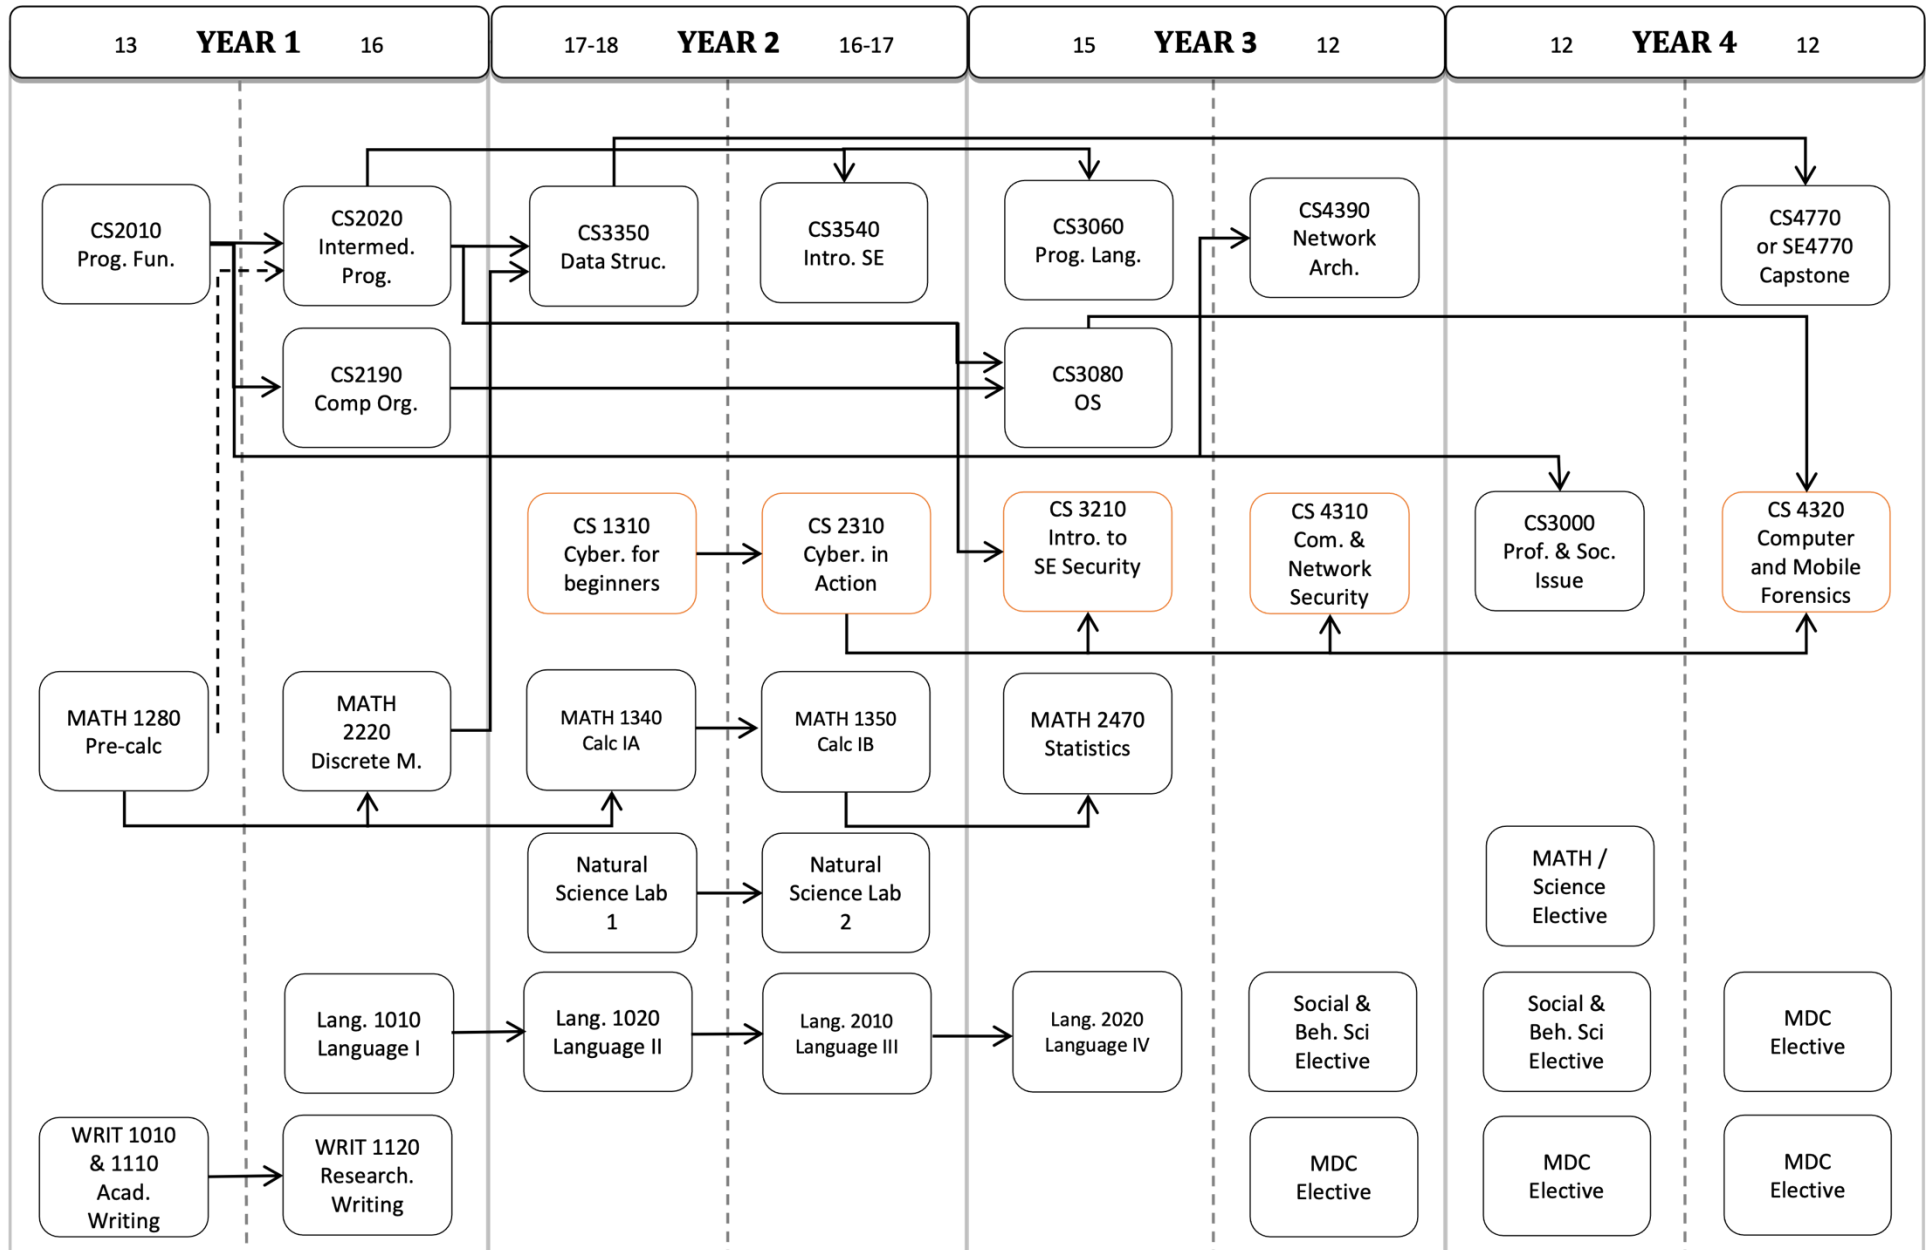 13 YEAR 1 16
17-18 YEAR 2 16-17
15 YEAR 3 12
12 YEAR 4 12
CS2010
Prog. Fun.
CS2020
Intermed.
Prog.
CS3350
Data Struc.
CS3540
Intro. SE
CS3060
Prog. Lang.
CS4390
Network
Arch.
CS4770
or SE4770
Capstone
CS2190
Comp Org.
CS3080
OS
CS 1310
Cyber. for
beginners
CS 2310
Cyber. in
Action
CS 3210
Intro. to
SE Security
CS 4310
Com. &
Network
Security
CS3000
Prof. & Soc.
Issue
CS 4320
Computer
and Mobile
Forensics
MATH 1280
Pre-calc
MATH
2220
Discrete M.
MATH 1340
Calc IA
MATH 1350
Calc IB
MATH 2470
Statistics
Natural
Science Lab
1
Natural
Science Lab
2
MATH /
Science
Elective
Lang. 1010
Language I
Lang. 1020
Language II
Lang. 2010
Language III
Lang. 2020
Language IV
Social &
Beh. Sci
Elective
Social &
Beh. Sci
Elective
MDC
Elective
WRIT 1010
& 1110
Acad.
Writing
WRIT 1120
Research.
Writing
MDC
Elective
MDC
Elective
MDC
Elective